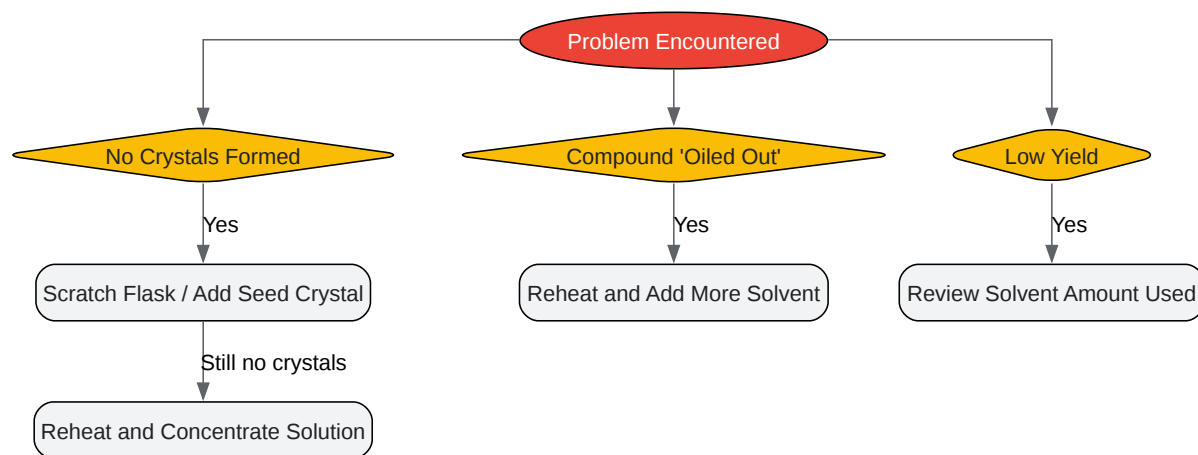 Problem Encountered
No Crystals Formed
Compound 'Oiled Out'
Low Yield
Yes
Yes
Yes
Scratch Flask / Add Seed Crystal
Reheat and Add More Solvent
Review Solvent Amount Used
Still no crystals
Reheat and Concentrate Solution